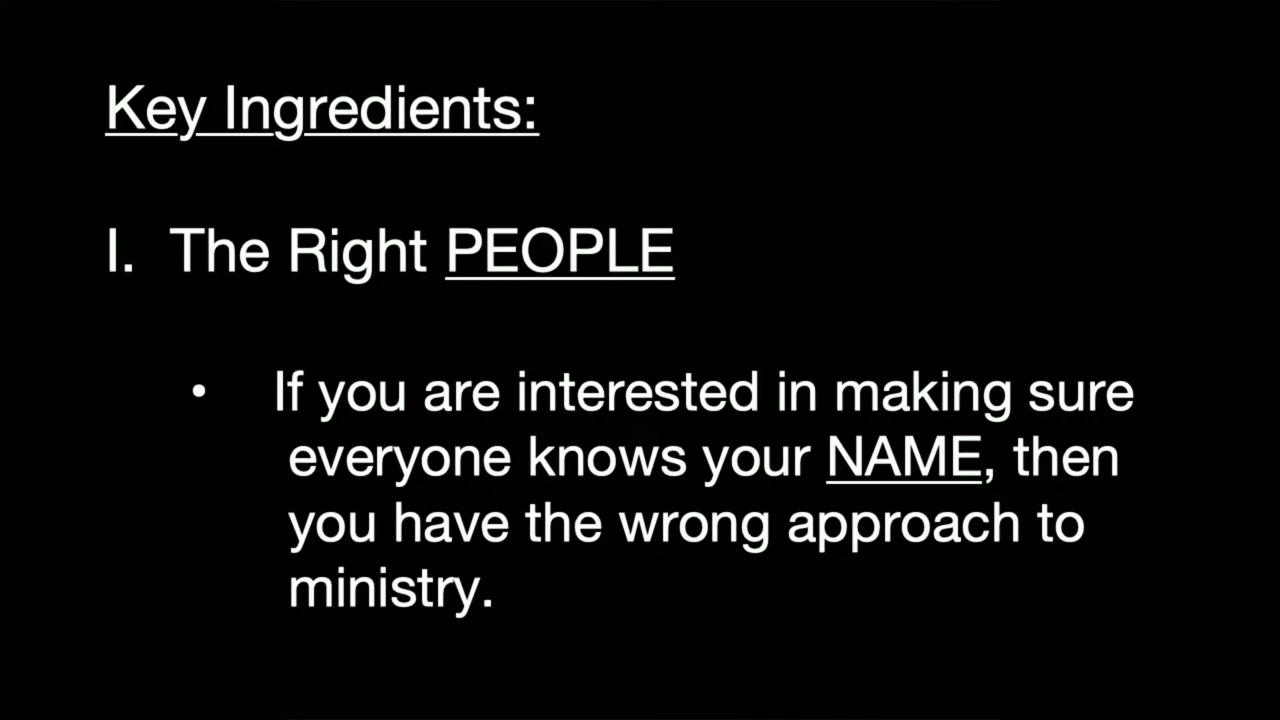 Key Ingredients:
I. The Right PEOPLE
• If you are interested in making sure
everyone knows your NAME, then
you have the wrong approach to
ministry.